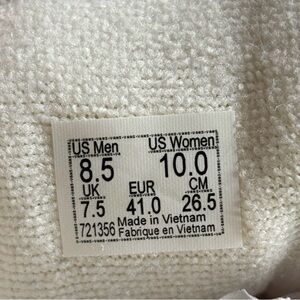 US Men US Women
8.5 10.0
UK EUR CM
7.5 41.0 26.5
Made in Vietnam
721356 Fabrique en Vietnam